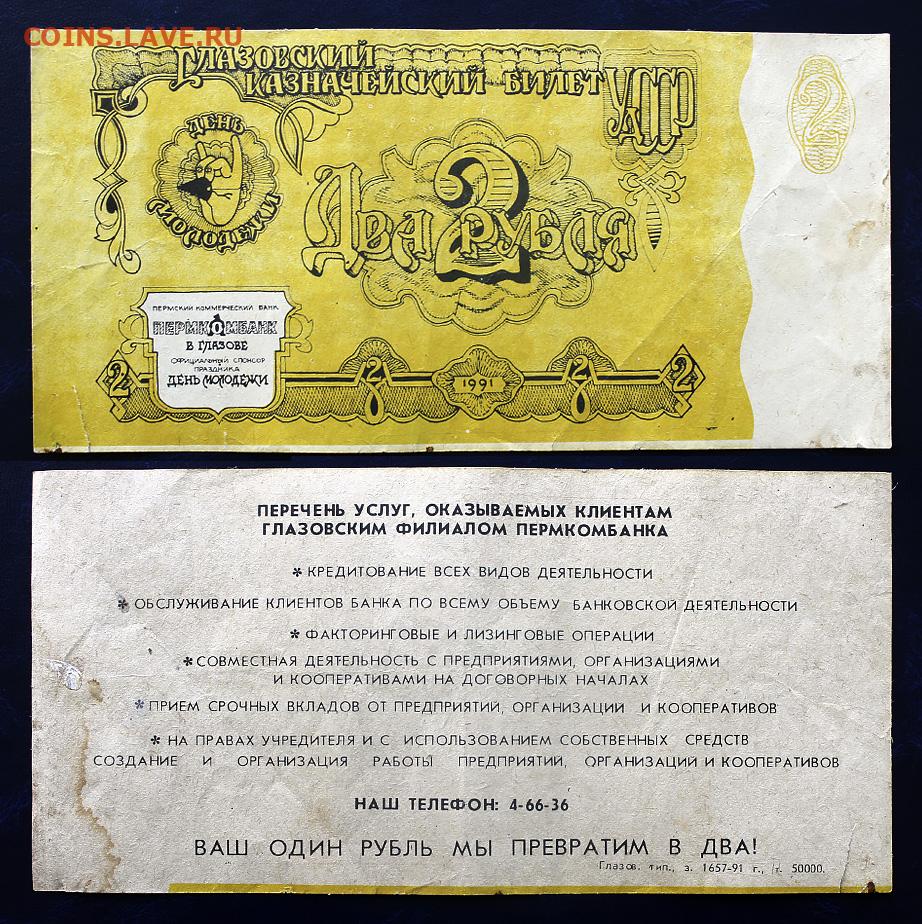 COINS.LAVE.RU
ГЛАЗОВСКИЙ
КАЗНАЧЕЙСКИЙ БИЛЕТ
УАССР
2
ДЕНЬ
МОЛОДЕЖИ
ДВА 2 РУБЛЯ
ПЕРМСКИЙ КОММЕРЧЕСКИЙ БАНК
ПЕРМКОМБАНК
В ГЛАЗОВЕ
ОФИЦИАЛЬНЫЙ СПОНСОР
ПРАЗДНИКА
ДЕНЬ МОЛОДЕЖИ
2 2 1991 2 2
ПЕРЕЧЕНЬ УСЛУГ, ОКАЗЫВАЕМЫХ КЛИЕНТАМ
ГЛАЗОВСКИМ ФИЛИАЛОМ ПЕРМКОМБАНКА
* КРЕДИТОВАНИЕ ВСЕХ ВИДОВ ДЕЯТЕЛЬНОСТИ
* ОБСЛУЖИВАНИЕ КЛИЕНТОВ БАНКА ПО ВСЕМУ ОБЪЕМУ БАНКОВСКОЙ ДЕЯТЕЛЬНОСТИ
* ФАКТОРИНГОВЫЕ И ЛИЗИНГОВЫЕ ОПЕРАЦИИ
* СОВМЕСТНАЯ ДЕЯТЕЛЬНОСТЬ С ПРЕДПРИЯТИЯМИ, ОРГАНИЗАЦИЯМИ
И КООПЕРАТИВАМИ НА ДОГОВОРНЫХ НАЧАЛАХ
* ПРИЕМ СРОЧНЫХ ВКЛАДОВ ОТ ПРЕДПРИЯТИЙ, ОРГАНИЗАЦИЙ И КООПЕРАТИВОВ
* НА ПРАВАХ УЧРЕДИТЕЛЯ И С ИСПОЛЬЗОВАНИЕМ СОБСТВЕННЫХ СРЕДСТВ
СОЗДАНИЕ И ОРГАНИЗАЦИЯ РАБОТЫ ПРЕДПРИЯТИЙ, ОРГАНИЗАЦИЙ И КООПЕРАТИВОВ
НАШ ТЕЛЕФОН: 4-66-36
ВАШ ОДИН РУБЛЬ МЫ ПРЕВРАТИМ В ДВА!
Глазов. тип., з. 1657-91 г., т. 50000.